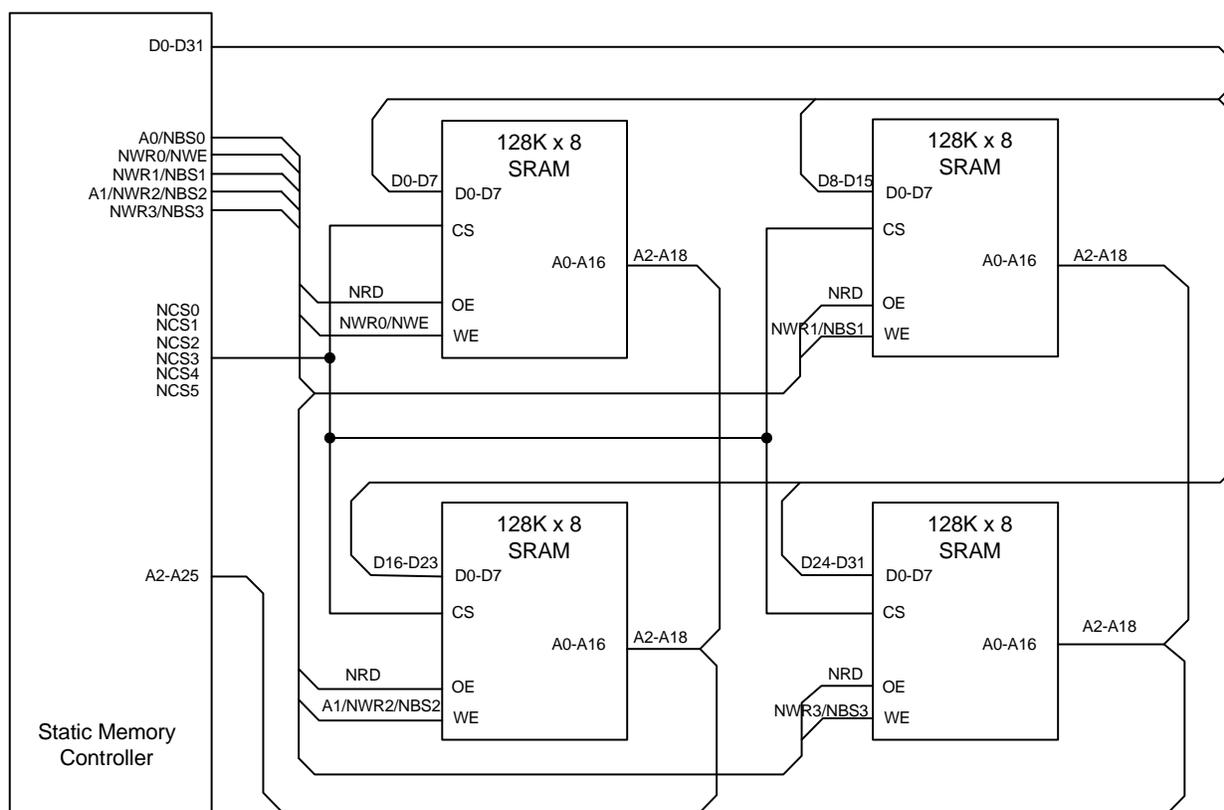 D0-D31
A0/NBS0
NWR0/NWE
NWR1/NBS1
A1/NWR2/NBS2
NWR3/NBS3
NCS0
NCS1
NCS2
NCS3
NCS4
NCS5
A2-A25
Static Memory
Controller
128K x 8
SRAM
D0-D7
D0-D7
CS
A0-A16
A2-A18
NRD
OE
NWR0/NWE
WE
128K x 8
SRAM
D8-D15
D0-D7
CS
A0-A16
A2-A18
NRD
OE
NWR1/NBS1
WE
128K x 8
SRAM
D16-D23
D0-D7
CS
A0-A16
A2-A18
NRD
OE
A1/NWR2/NBS2
WE
128K x 8
SRAM
D24-D31
D0-D7
CS
A0-A16
A2-A18
NRD
OE
NWR3/NBS3
WE